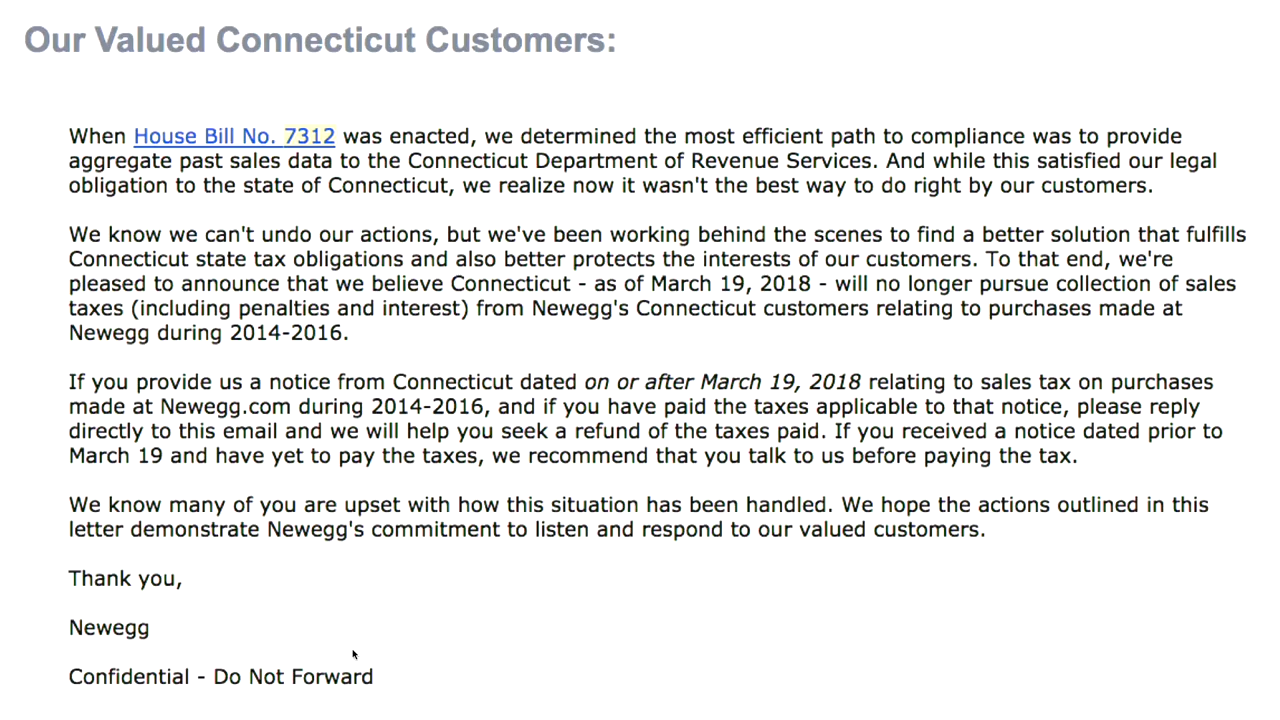 Our Valued Connecticut Customers:
When House Bill No. 7312 was enacted, we determined the most efficient path to compliance was to provide
aggregate past sales data to the Connecticut Department of Revenue Services. And while this satisfied our legal
obligation to the state of Connecticut, we realize now it wasn't the best way to do right by our customers.
We know we can't undo our actions, but we've been working behind the scenes to find a better solution that fulfills
Connecticut state tax obligations and also better protects the interests of our customers. To that end, we're
pleased to announce that we believe Connecticut - as of March 19, 2018 - will no longer pursue collection of sales
taxes (including penalties and interest) from Newegg's Connecticut customers relating to purchases made at
Newegg during 2014-2016.
If you provide us a notice from Connecticut dated on or after March 19, 2018 relating to sales tax on purchases
made at Newegg.com during 2014-2016, and if you have paid the taxes applicable to that notice, please reply
directly to this email and we will help you seek a refund of the taxes paid. If you received a notice dated prior to
March 19 and have yet to pay the taxes, we recommend that you talk to us before paying the tax.
We know many of you are upset with how this situation has been handled. We hope the actions outlined in this
letter demonstrate Newegg's commitment to listen and respond to our valued customers.
Thank you,
Newegg
Confidential - Do Not Forward